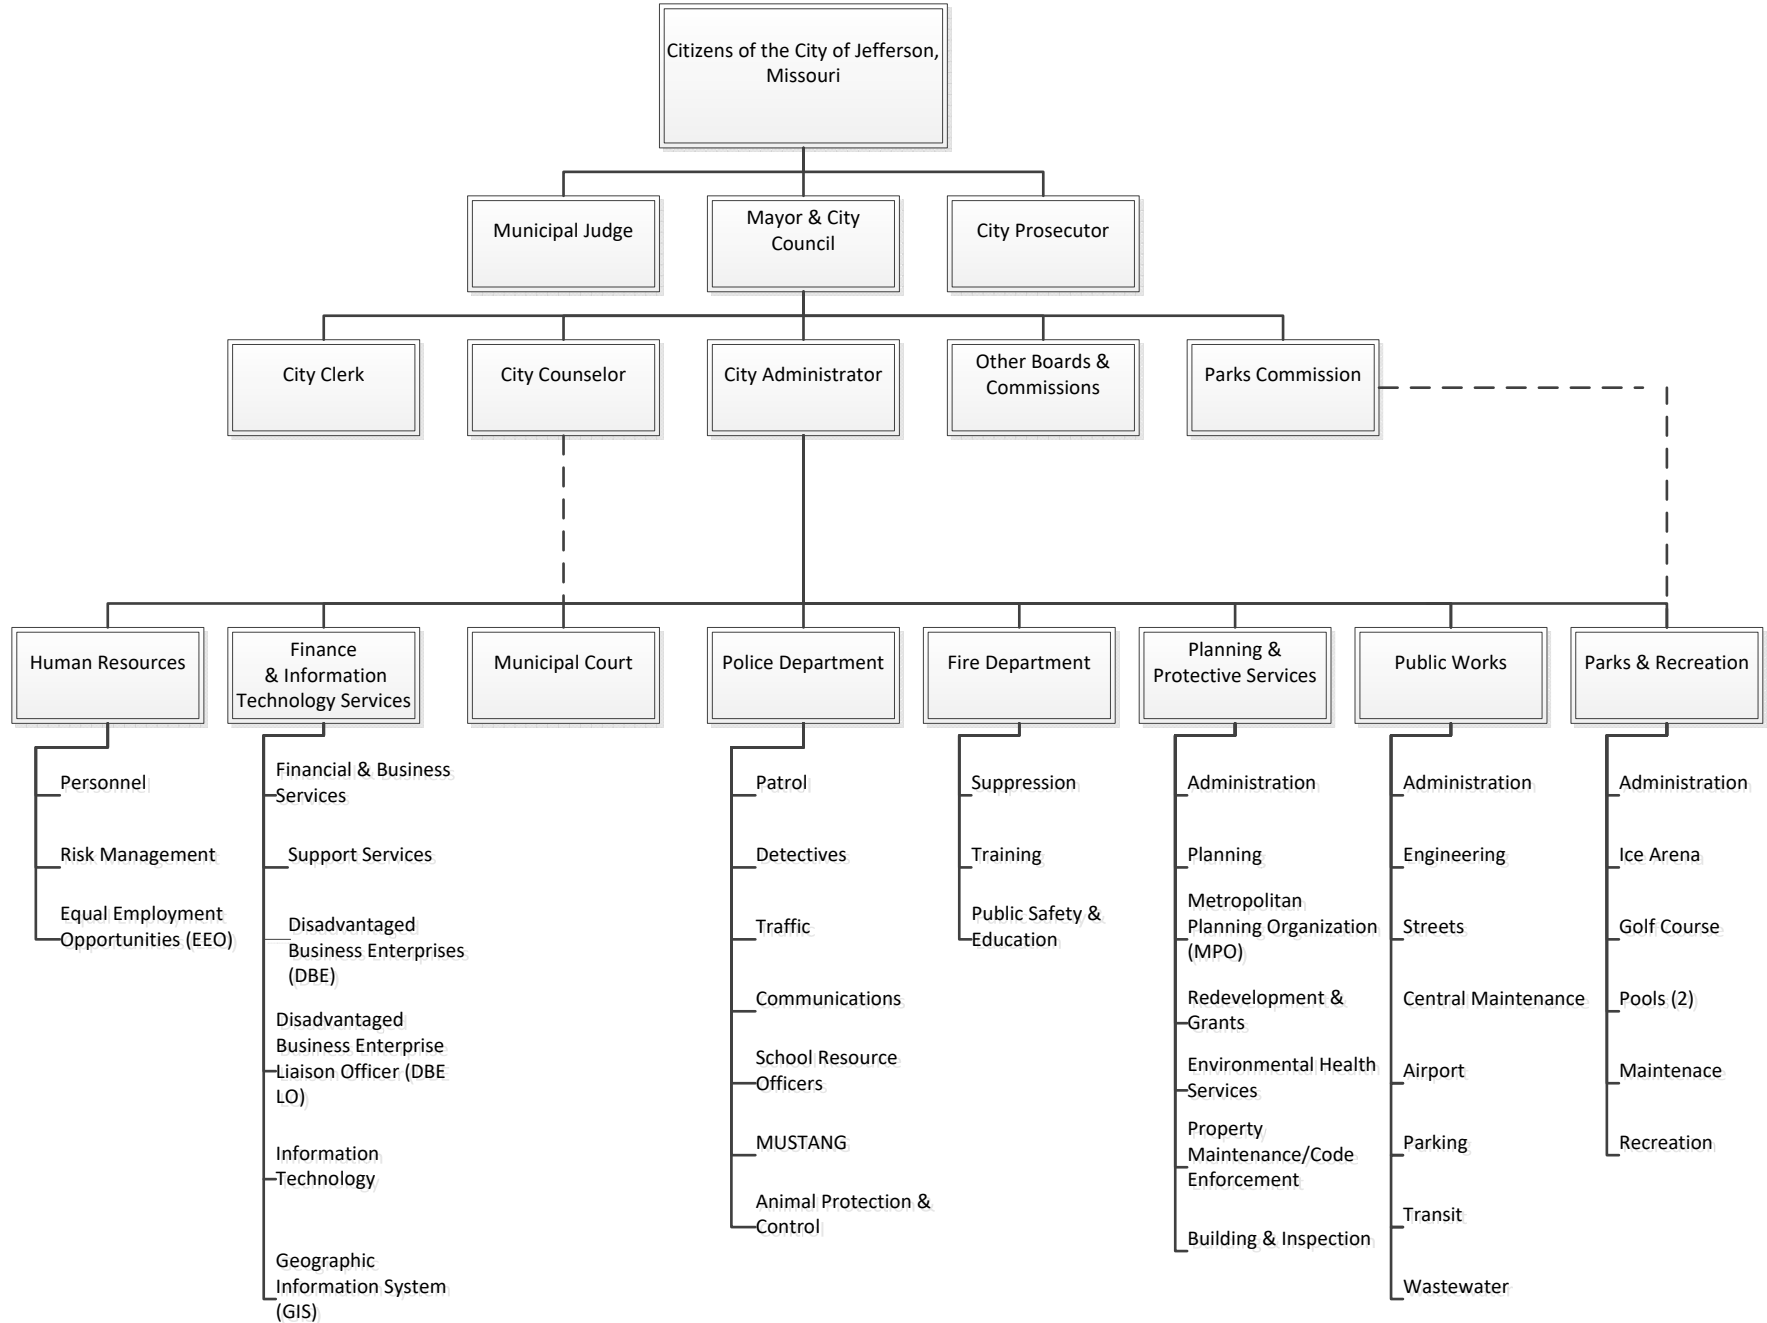 Citizens of the City of Jefferson,
Missouri
Municipal Judge
Mayor & City
Council
City Prosecutor
City Clerk
City Counselor
City Administrator
Other Boards &
Commissions
Parks Commission
Human Resources
Finance
& Information
Technology Services
Municipal Court
Police Department
Fire Department
Planning &
Protective Services
Public Works
Parks & Recreation
Personnel
Risk Management
Equal Employment
Opportunities (EEO)
Financial & Business
Services
Support Services
Disadvantaged
Business Enterprises
(DBE)
Disadvantaged
Business Enterprise
Liaison Officer (DBE
LO)
Information
Technology
Geographic
Information System
(GIS)
Patrol
Detectives
Traffic
Communications
School Resource
Officers
MUSTANG
Animal Protection &
Control
Suppression
Training
Public Safety &
Education
Administration
Planning
Metropolitan
Planning Organization
(MPO)
Redevelopment &
Grants
Environmental Health
Services
Property
Maintenance/Code
Enforcement
Building & Inspection
Administration
Engineering
Streets
Central Maintenance
Airport
Parking
Transit
Wastewater
Administration
Ice Arena
Golf Course
Pools (2)
Maintenace
Recreation